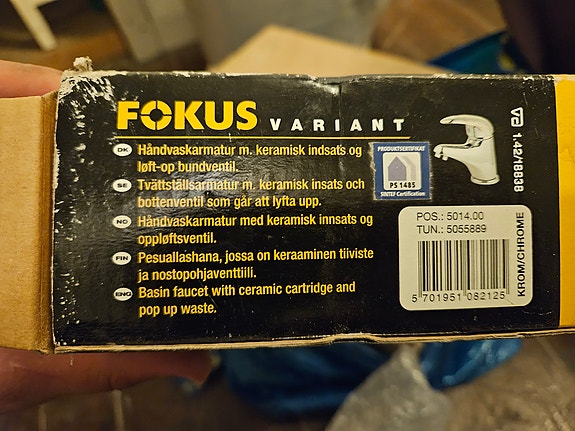 FOKUS VARIANT
DK Håndvaskarmatur m. keramisk indsats og
løft-op bundventil.
SE Tvättställsarmatur m. keramisk insats och
bottenventil som går att lyfta upp.
NO Håndvaskarmatur med keramisk innsats og
oppløftsventil.
FIN Pesuallashana, jossa on keraaminen tiiviste
ja nostopohjaventtiili.
ENG Basin faucet with ceramic cartridge and
pop up waste.
PRODUKTSERTIFIKAT
PS 1485
SINTEF Certification
VA 1.42/18838
POS.: 5014.00
TUN.: 5055889
5 701951 082125
KROM/CHROME